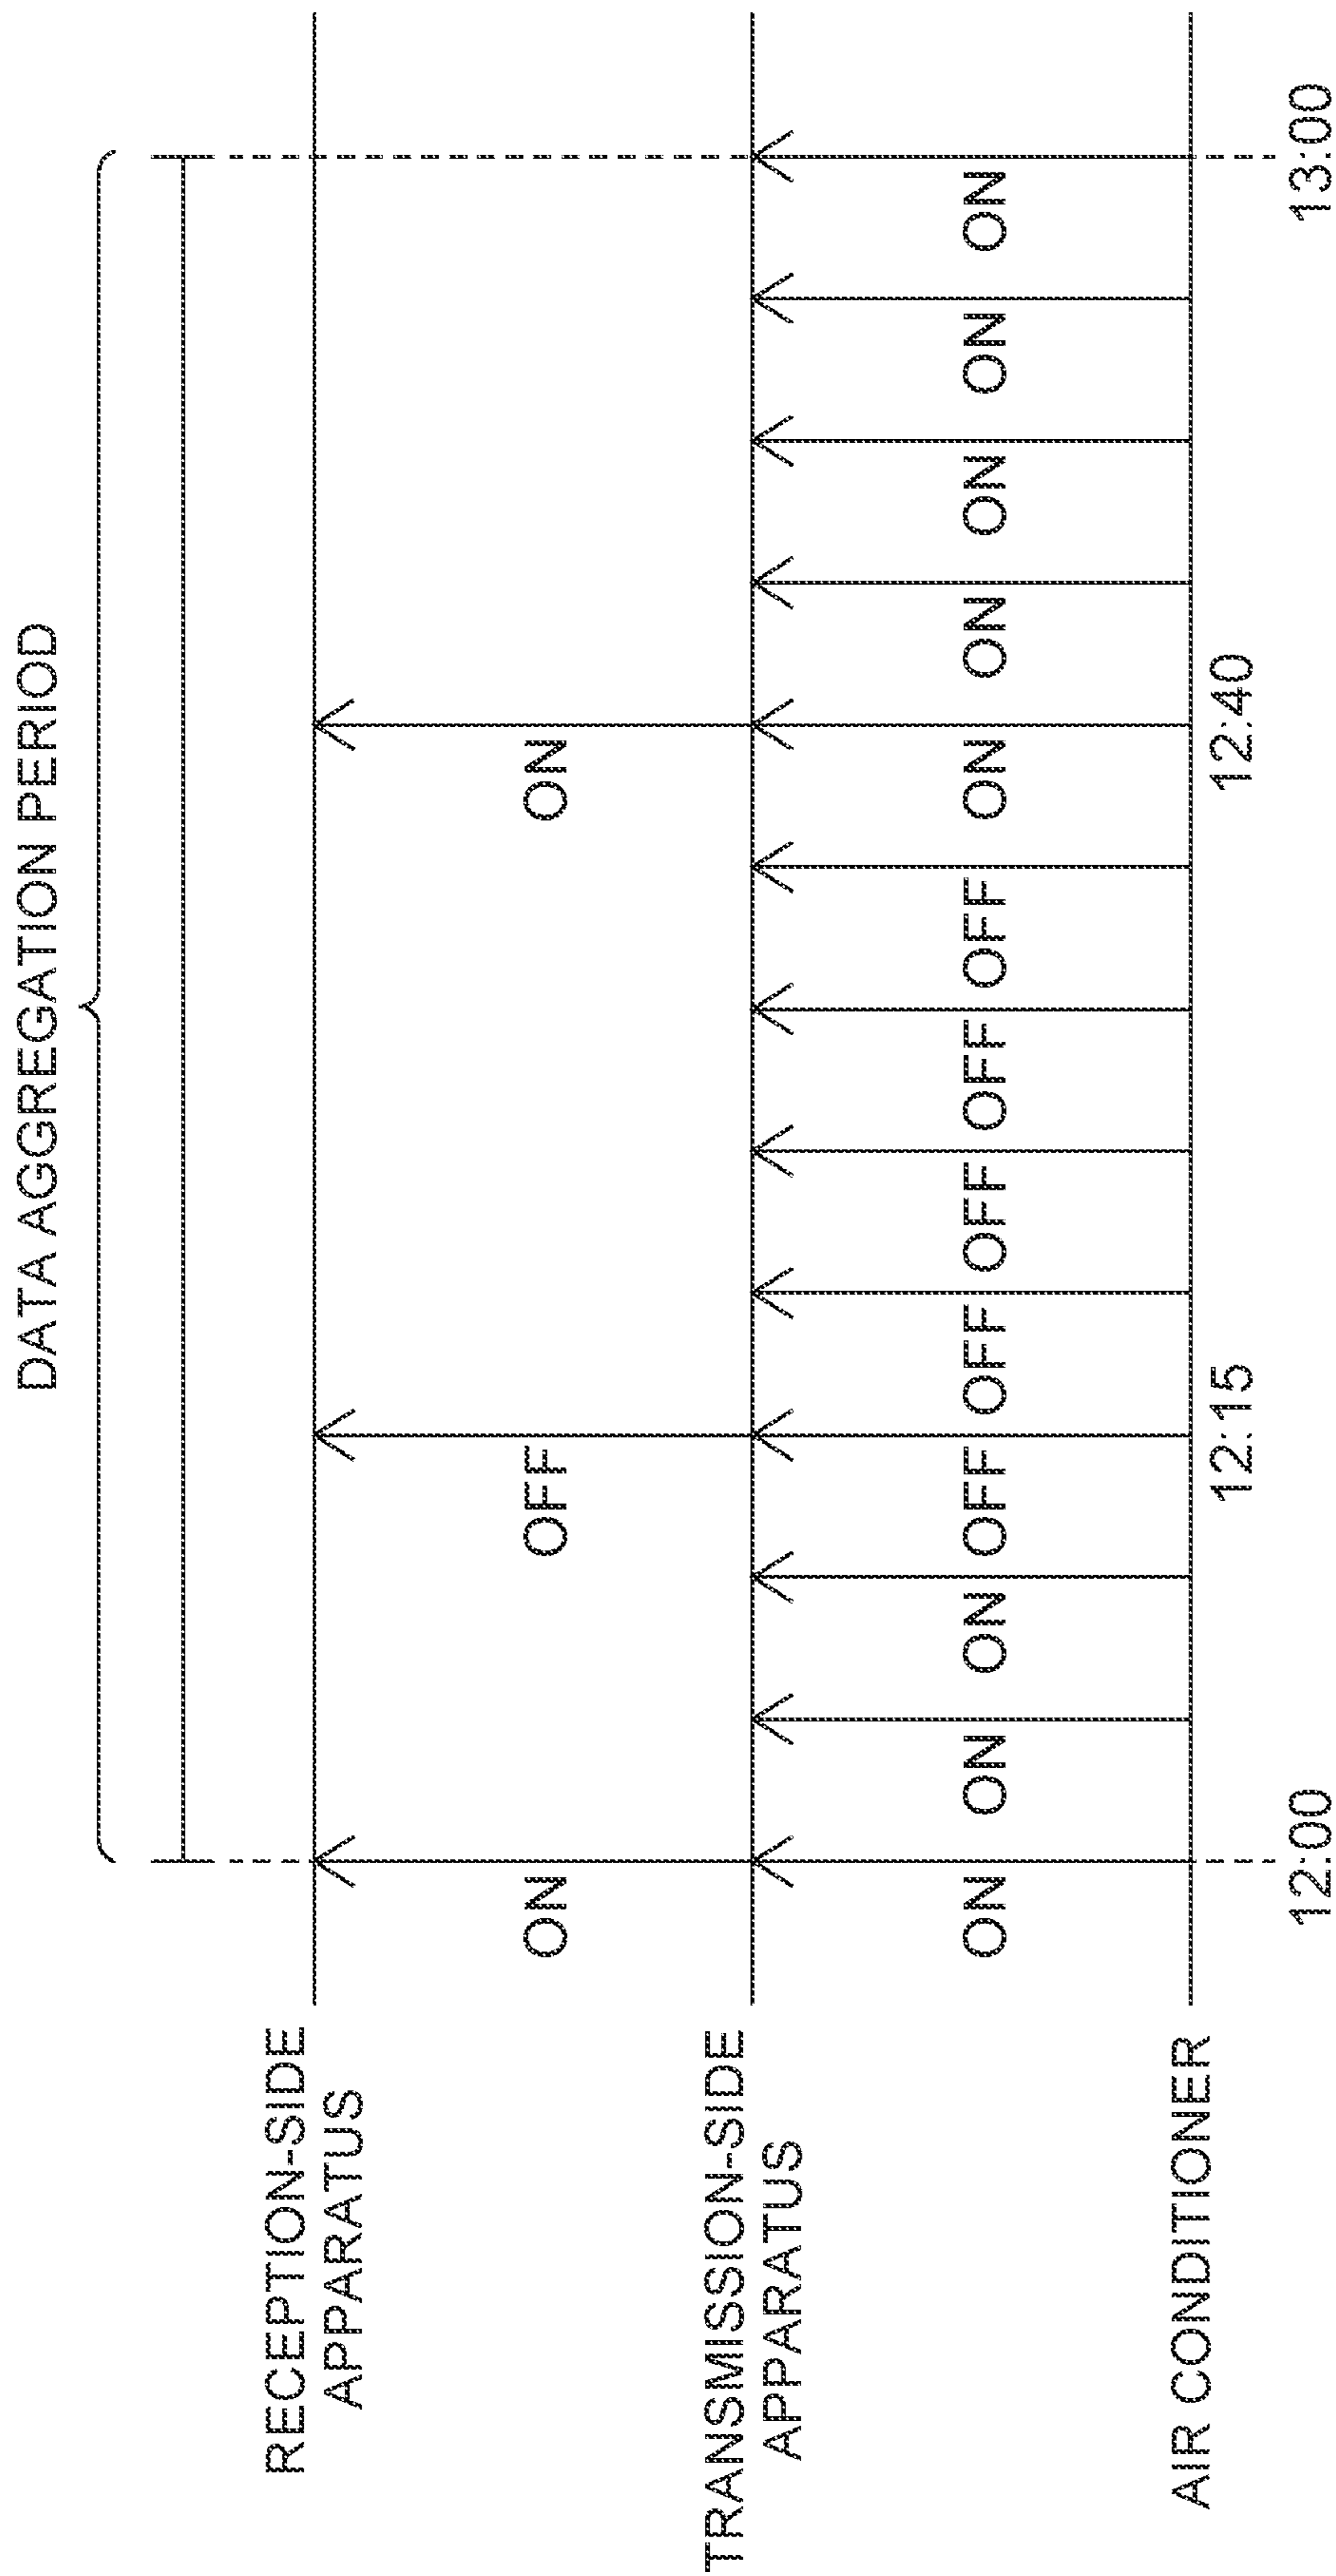 DATA AGGREGATION PERIOD
RECEPTION-SIDE
APPARATUS
ON
OFF
ON
TRANSMISSION-SIDE
APPARATUS
ON
ON
ON
OFF
OFF
OFF
OFF
OFF
ON
ON
ON
ON
ON
AIR CONDITIONER
12:15
12:40
12:00
13:00